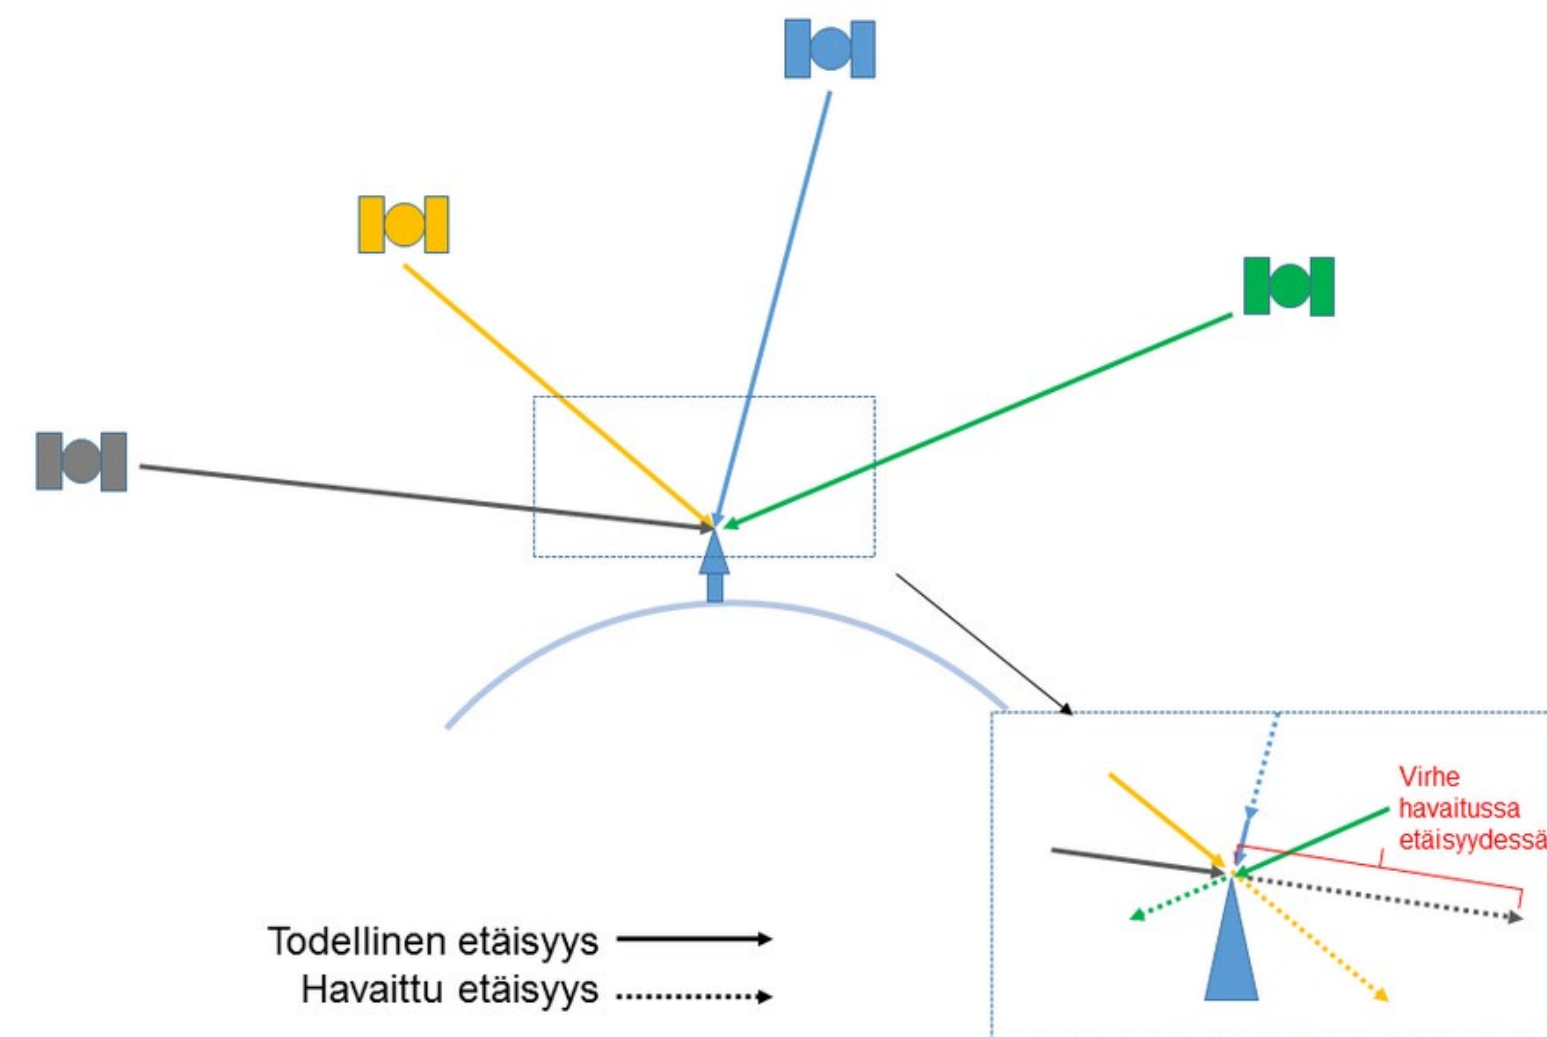 Virhe
havaitussa
etäisyydessä
Todellinen etäisyys
Havaittu etäisyys